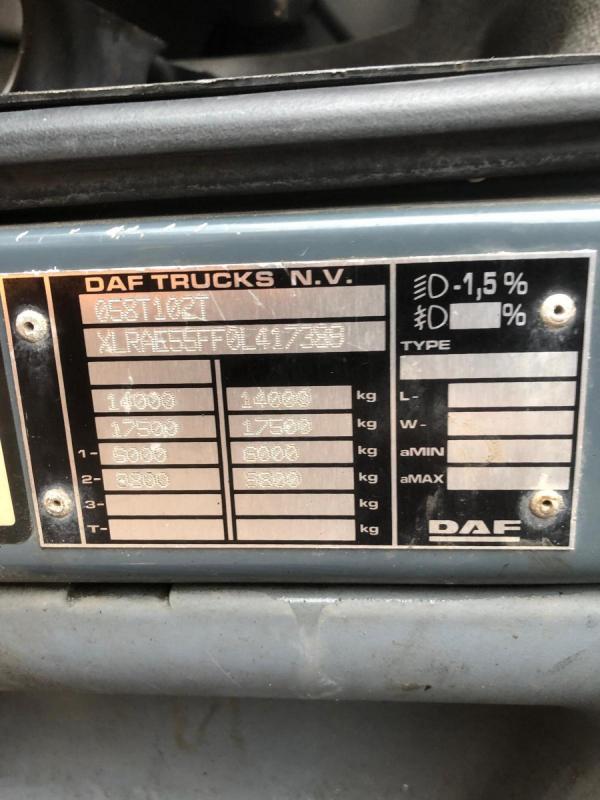 DAF TRUCKS N.V.
058T102T
XLRAE55FF0L417388
14000 14000 kg
17500 17500 kg
1- 6000 6000 kg
2- 9800 5800 kg
3- kg
T- kg
-1,5%
%
TYPE
L-
W-
aMIN
aMAX
DAF